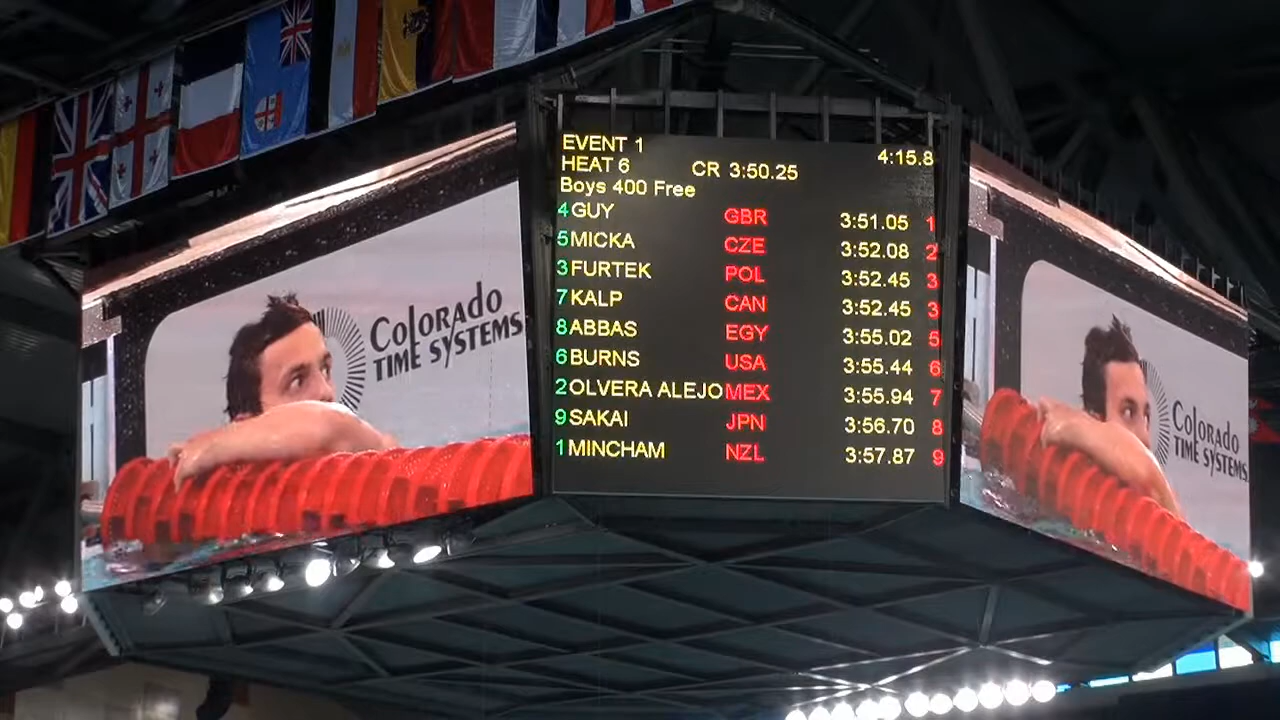 EVENT 1 4:15.8
HEAT 6 CR 3:50.25
Boys 400 Free
4 GUY GBR 3:51.05 1
5 MICKA CZE 3:52.08 2
3 FURTEK POL 3:52.45 3
7 KALP CAN 3:52.45 3
8 ABBAS EGY 3:55.02 5
6 BURNS USA 3:55.44 6
2 OLVERA ALEJO MEX 3:55.94 7
9 SAKAI JPN 3:56.70 8
1 MINCHAM NZL 3:57.87 9
COLORADO
TIME SYSTEMS
COLORADO
TIME SYSTEMS